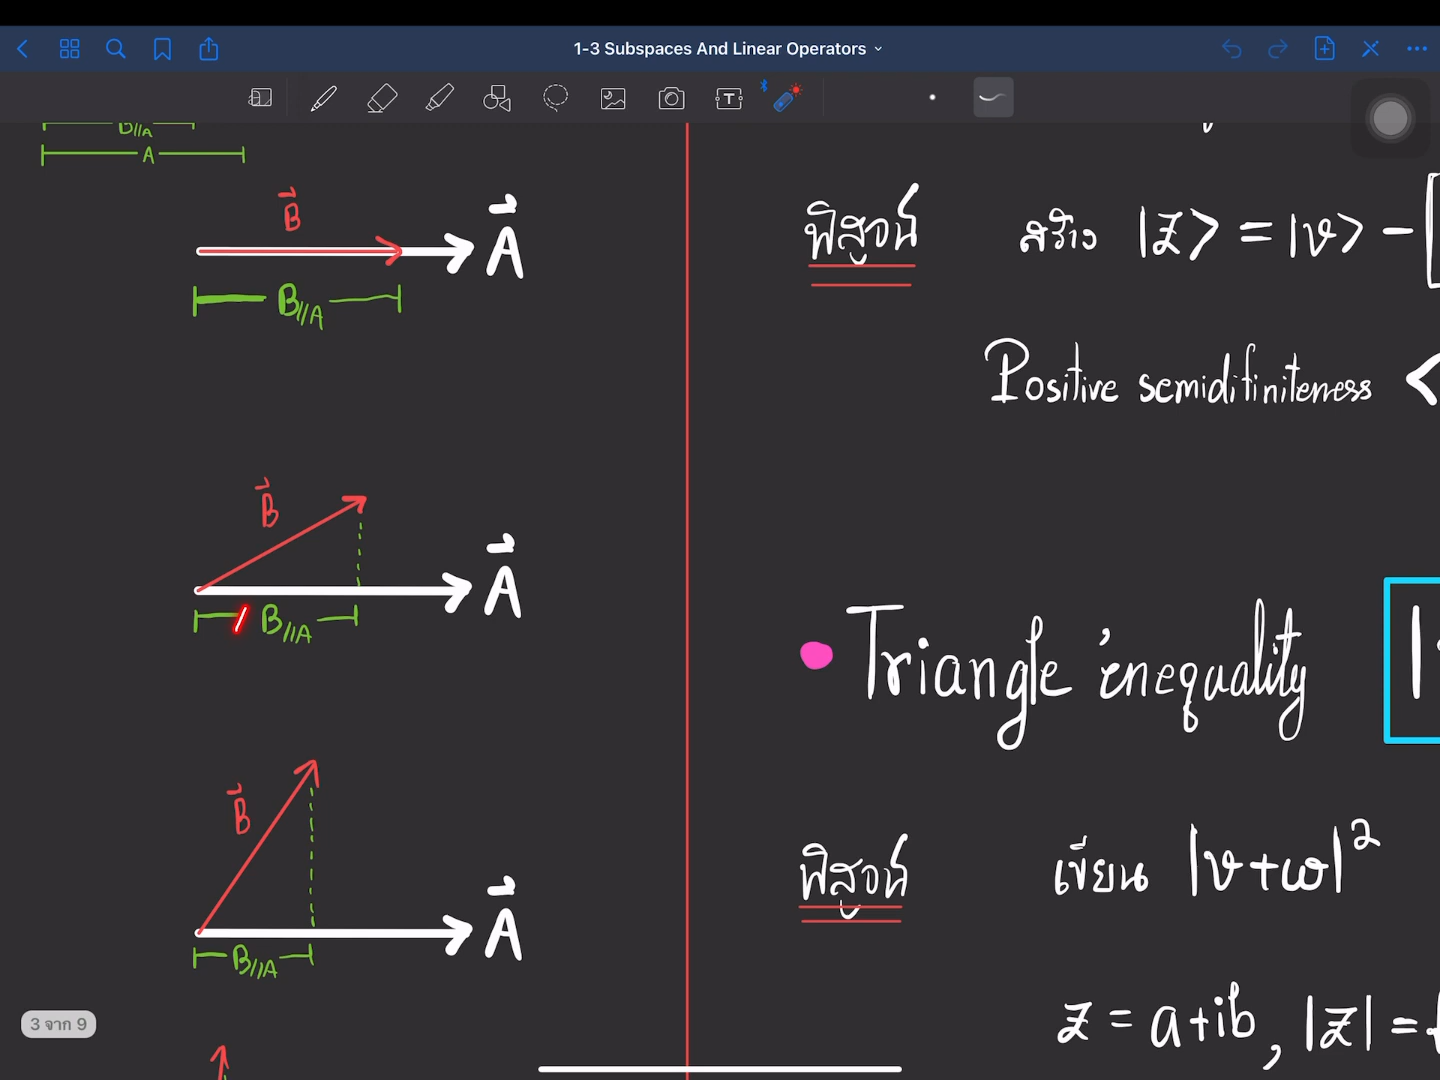 1-3 Subspaces And Linear Operators
B//A
A
B⃗
A⃗
B//A
B⃗
A⃗
B//A
B⃗
A⃗
B//A
พิสูจน์ สร้าง |Z⟩ = |v⟩ − [
Positive semidifiniteness <
Triangle inequality |
พิสูจน์ เขียน |v+ω|²
Z = a+ib, |Z| =
3 จาก 9